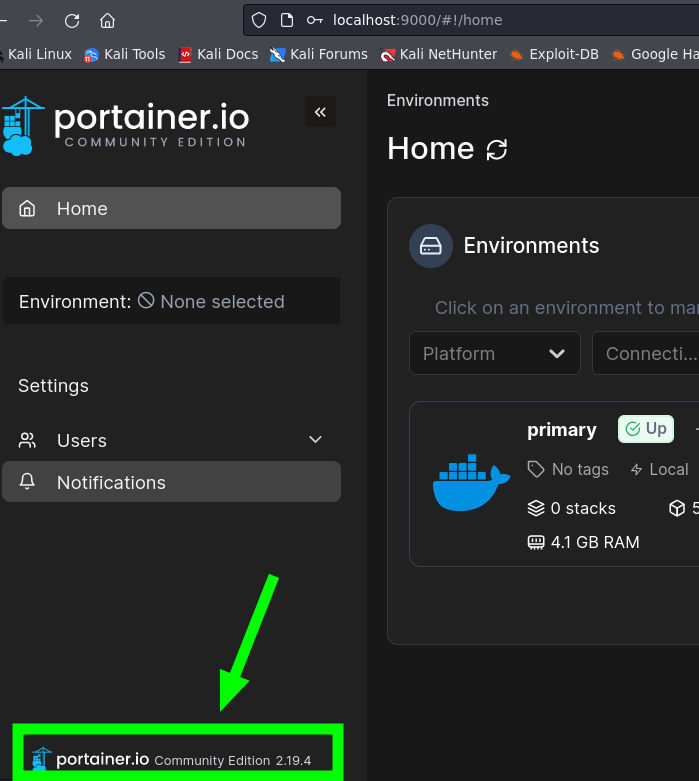 localhost:9000/#!/home
Kali Linux Kali Tools Kali Docs Kali Forums Kali NetHunter Exploit-DB Google Ha
portainer.io
COMMUNITY EDITION
Home
Environment: None selected
Settings
Users
Notifications
portainer.io Community Edition 2.19.4
Environments
Home
Environments
Click on an environment to ma
Platform Connecti...
primary Up
No tags Local
0 stacks 5
4.1 GB RAM